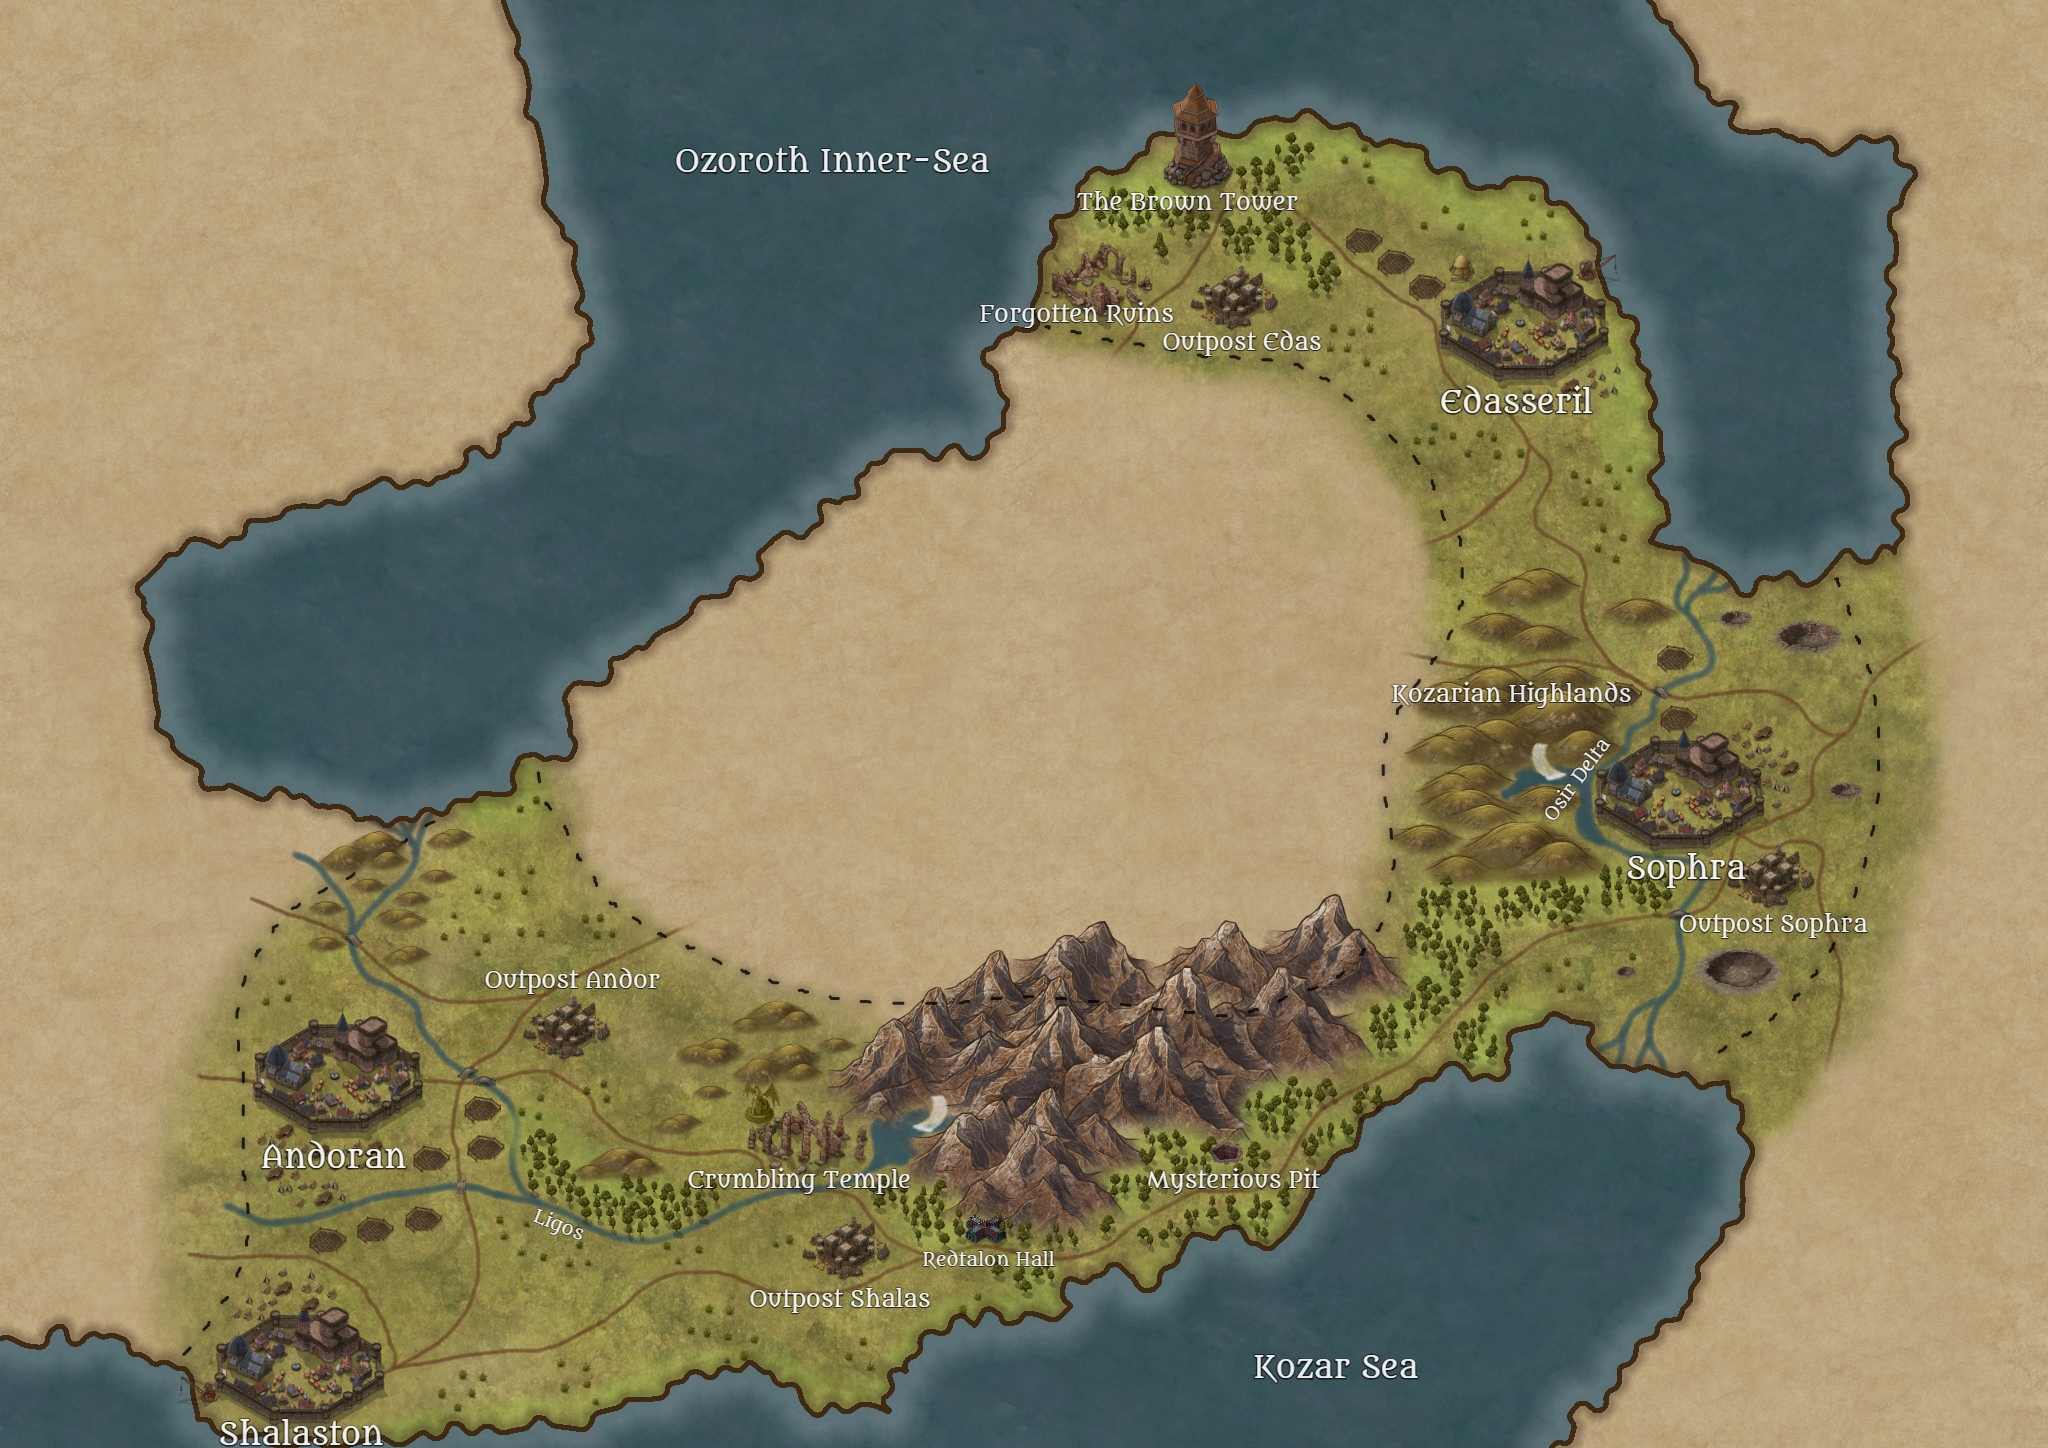 Ozoroth Inner-Sea
The Brown Tower
Forgotten Ruins
Outpost Edas
Edasseril
Kozarian Highlands
Osir Delta
Sophra
Outpost Sophra
Outpost Andor
Andoran
Crumbling Temple
Mysterious Pit
Ligos
Redtalon Hall
Outpost Shalas
Kozar Sea
Shalaston